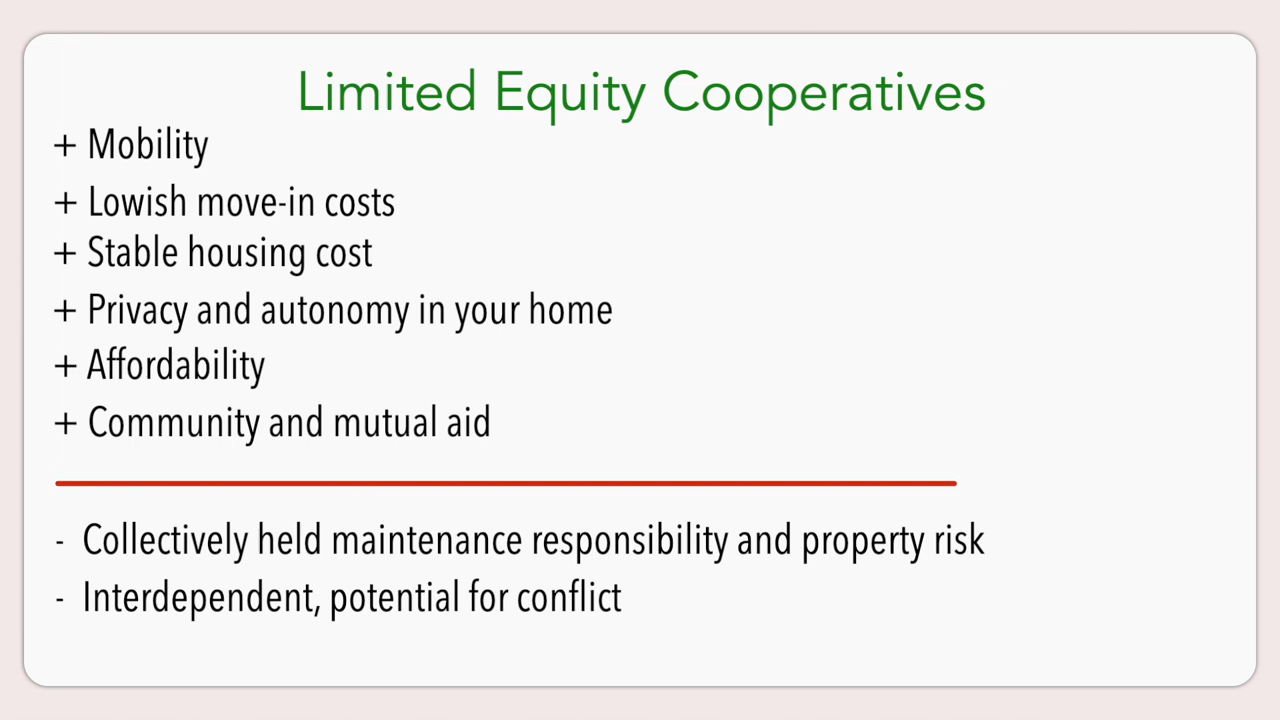 Limited Equity Cooperatives
+ Mobility
+ Lowish move-in costs
+ Stable housing cost
+ Privacy and autonomy in your home
+ Affordability
+ Community and mutual aid
- Collectively held maintenance responsibility and property risk
- Interdependent, potential for conflict